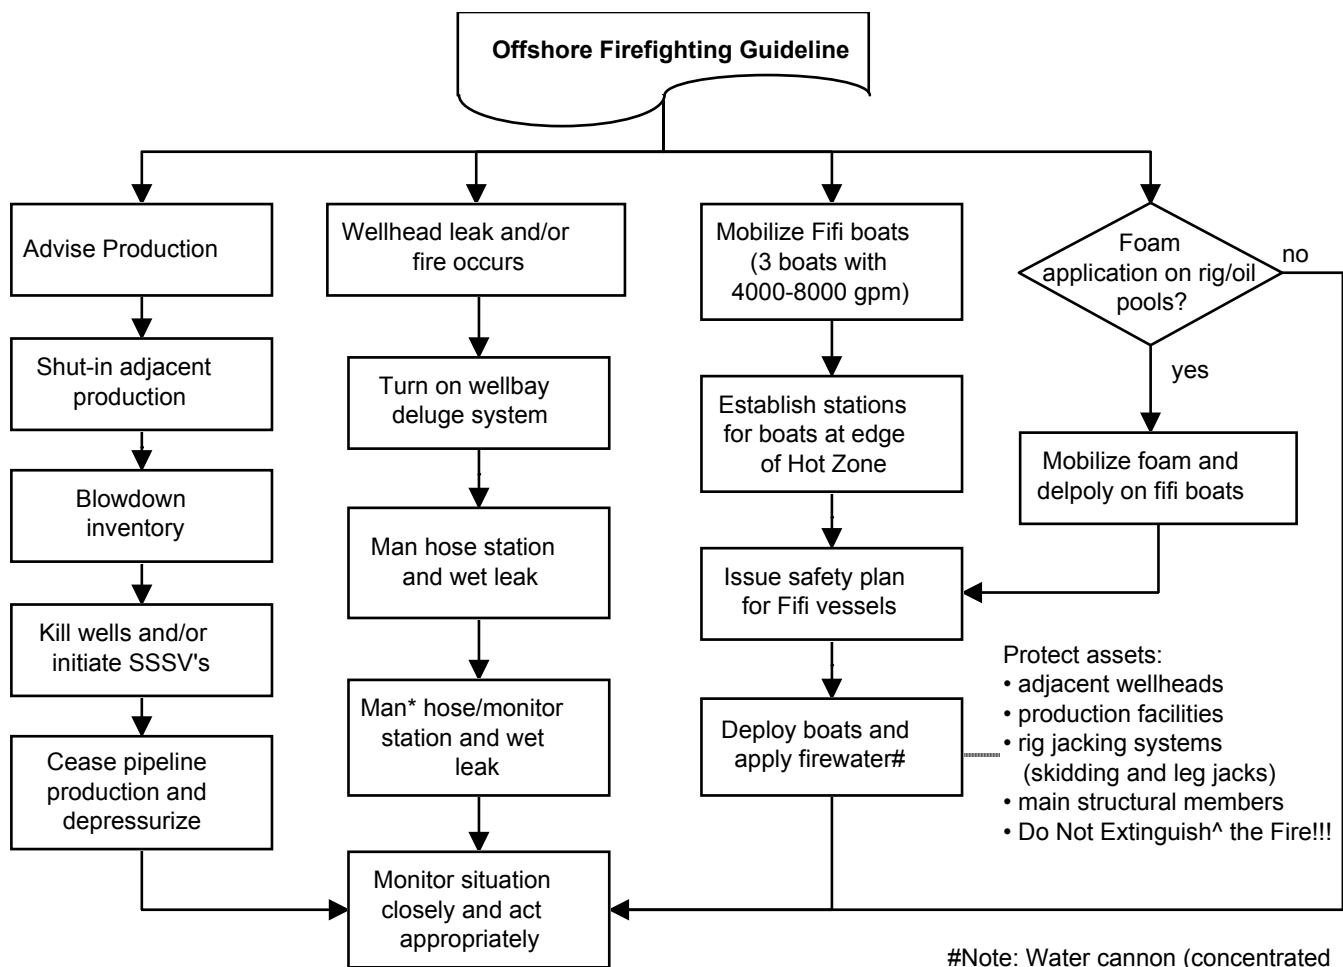 Offshore Firefighting Guideline
Advise Production
Shut-in adjacent
production
Blowdown
inventory
Kill wells and/or
initiate SSSV's
Cease pipeline
production and
depressurize
Wellhead leak and/or
fire occurs
Turn on wellbay
deluge system
Man hose station
and wet leak
Man* hose/monitor
station and wet
leak
Monitor situation
closely and act
appropriately
Mobilize Fifi boats
(3 boats with
4000-8000 gpm)
Establish stations
for boats at edge
of Hot Zone
Issue safety plan
for Fifi vessels
Deploy boats and
apply firewater#
Foam
application on rig/oil
pools?
no
yes
Mobilize foam and
delpoly on fifi boats
Protect assets:
• adjacent wellheads
• production facilities
• rig jacking systems
(skidding and leg jacks)
• main structural members
• Do Not Extinguish^ the Fire!!!
#Note: Water cannon (concentrated